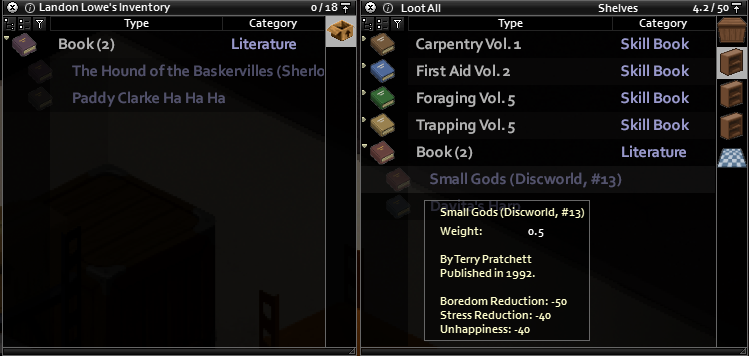 Landon Lowe's Inventory 0 / 18
Type Category
Book (2) Literature
The Hound of the Baskervilles (Sherlo
Paddy Clarke Ha Ha Ha
Loot All Shelves 4.2 / 50
Type Category
Carpentry Vol. 1 Skill Book
First Aid Vol. 2 Skill Book
Foraging Vol. 5 Skill Book
Trapping Vol. 5 Skill Book
Book (2) Literature
Small Gods (Discworld, #13)
Davita's Harp
Small Gods (Discworld, #13)
Weight: 0.5
By Terry Pratchett
Published in 1992.
Boredom Reduction: -50
Stress Reduction: -40
Unhappiness: -40